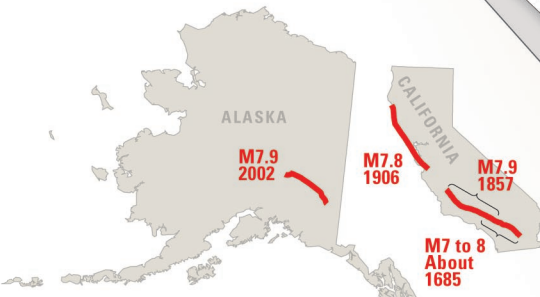 ALASKA
M7.9
2002
CALIFORNIA
M7.8
1906
M7.9
1857
M7 to 8
About
1685